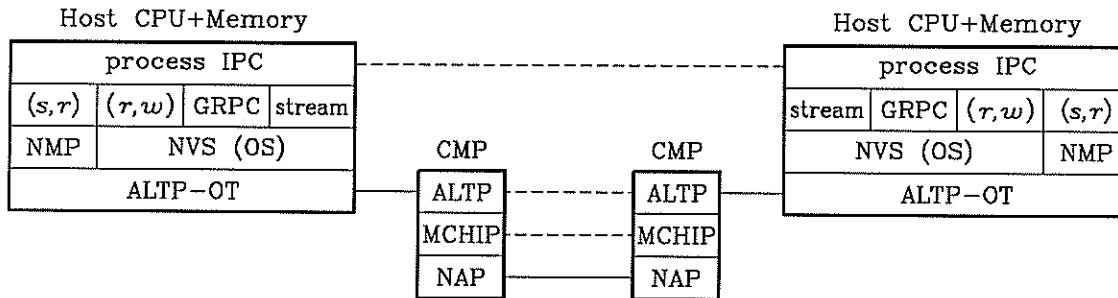 Host CPU+Memory Host CPU+Memory
process IPC process IPC
(s,r) (r,w) GRPC stream stream GRPC (r,w) (s,r)
NMP NVS (OS) CMP CMP NVS (OS) NMP
ALTP-OT ALTP ALTP ALTP-OT
MCHIP MCHIP
NAP NAP